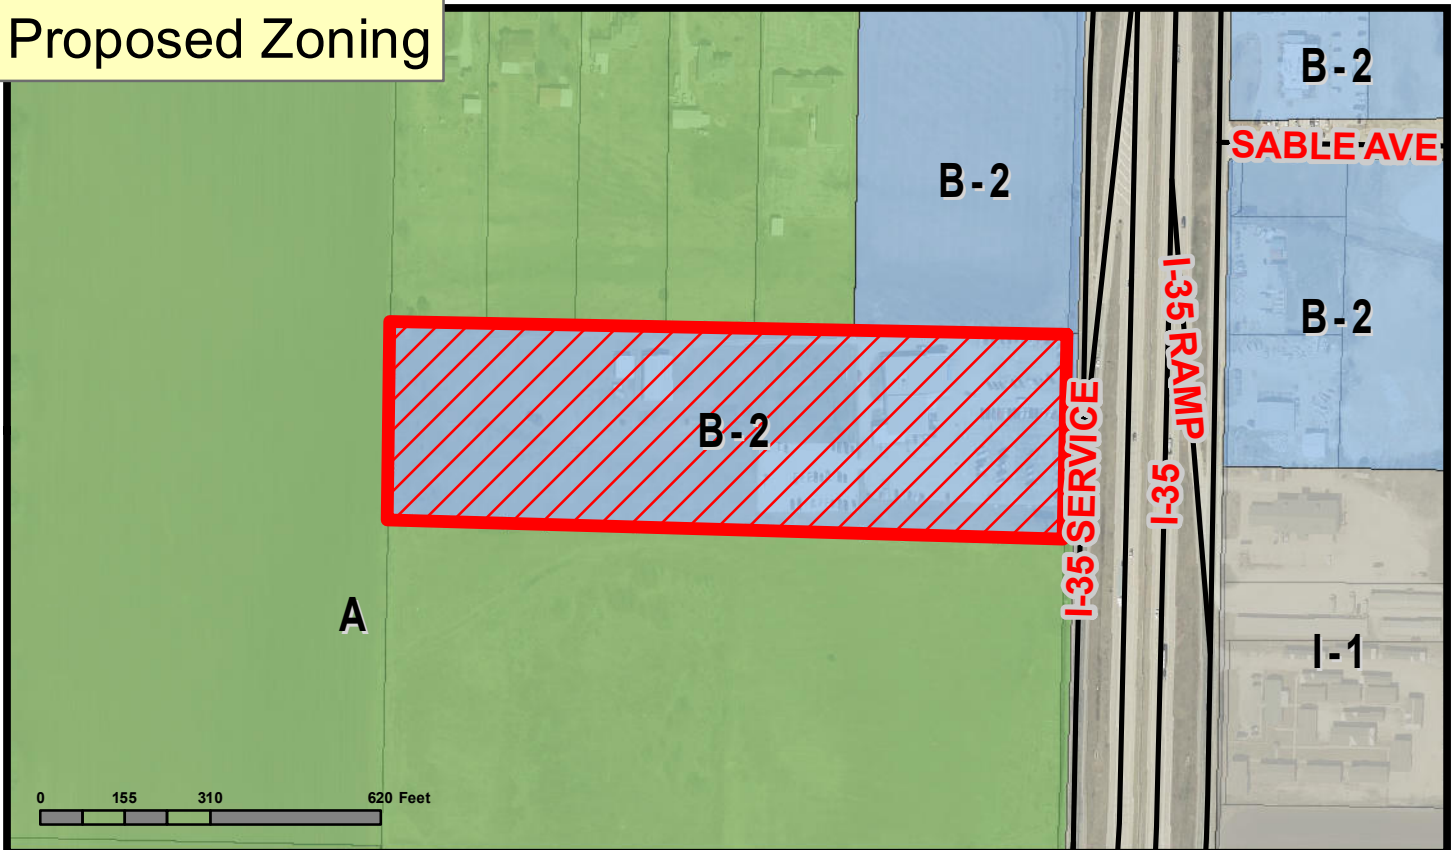 Proposed Zoning
B-2
SABLE AVE
B-2
B-2
B-2
I-35 SERVICE
I-35 RAMP
I-35
A
I-1
0 155 310 620 Feet